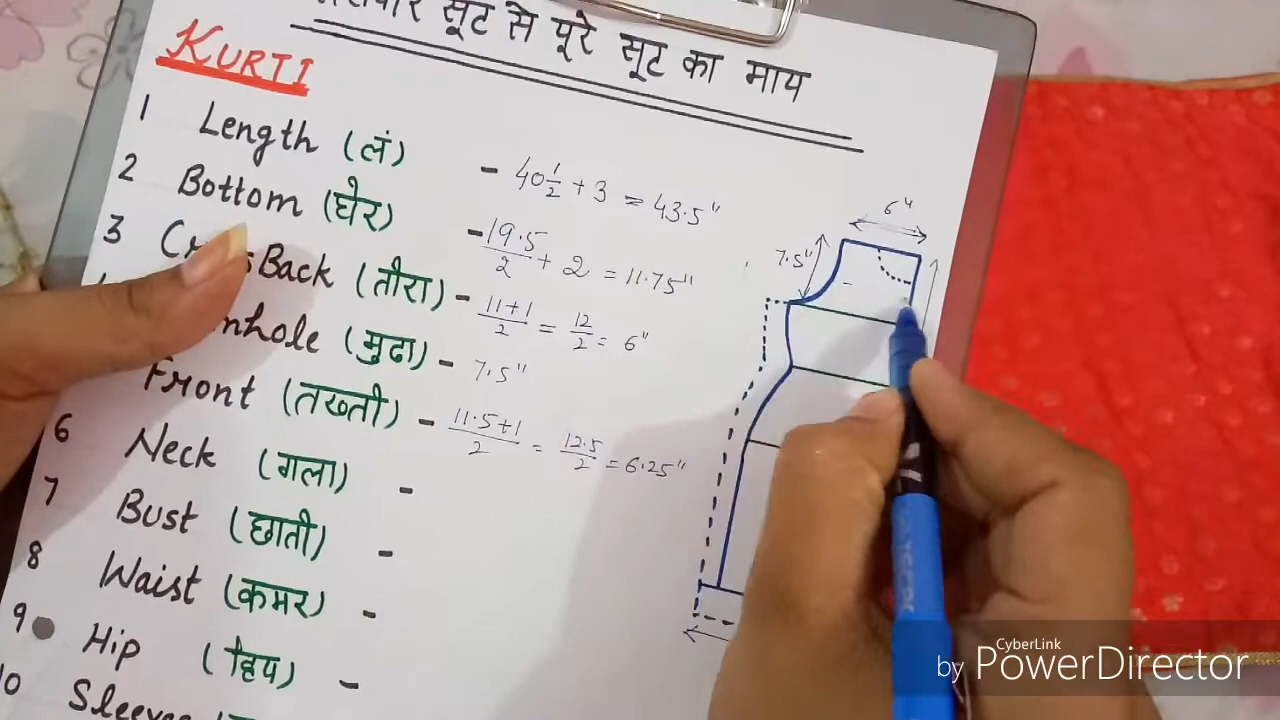 सूट से पूरे सूट का माप
KURTI
1 Length (लं) - 40 1/2 + 3 = 43.5"
2 Bottom (घेर) - 19.5/2 + 2 = 11.75"
3 Back (तीरा) - 11+1/2 = 12/2 = 6"
(मुढा) - 7.5"
Front (तख्ती) - 11.5+1/2 = 12.5/2 = 6.25"
6 Neck (गला) -
7 Bust (छाती) -
8 Waist (कमर) -
9 Hip (हिप) -
10
6"
7.5"
CyberLink
by PowerDirector